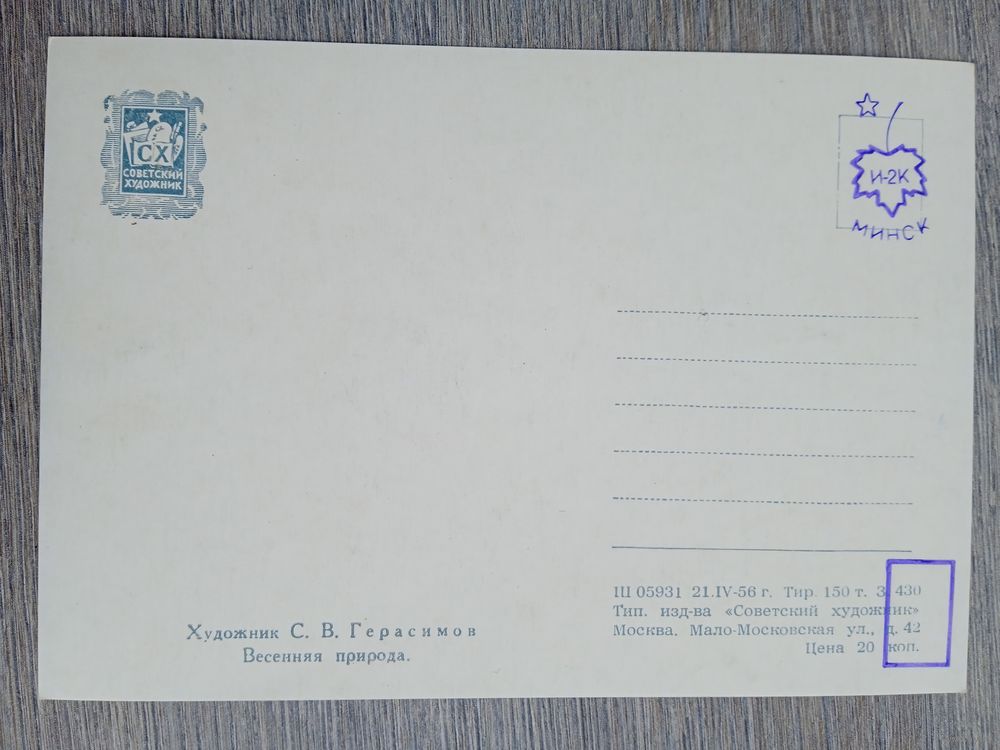 СХ
СОВЕТСКИЙ
ХУДОЖНИК
И-2К
МИНСК
Ш 05931 21.IV-56 г. Тир. 150 т. З. 430
Тип. изд-ва «Советский художник»
Москва. Мало-Московская ул., д. 42
Цена 20 коп.
Художник С. В. Герасимов
Весенняя природа.